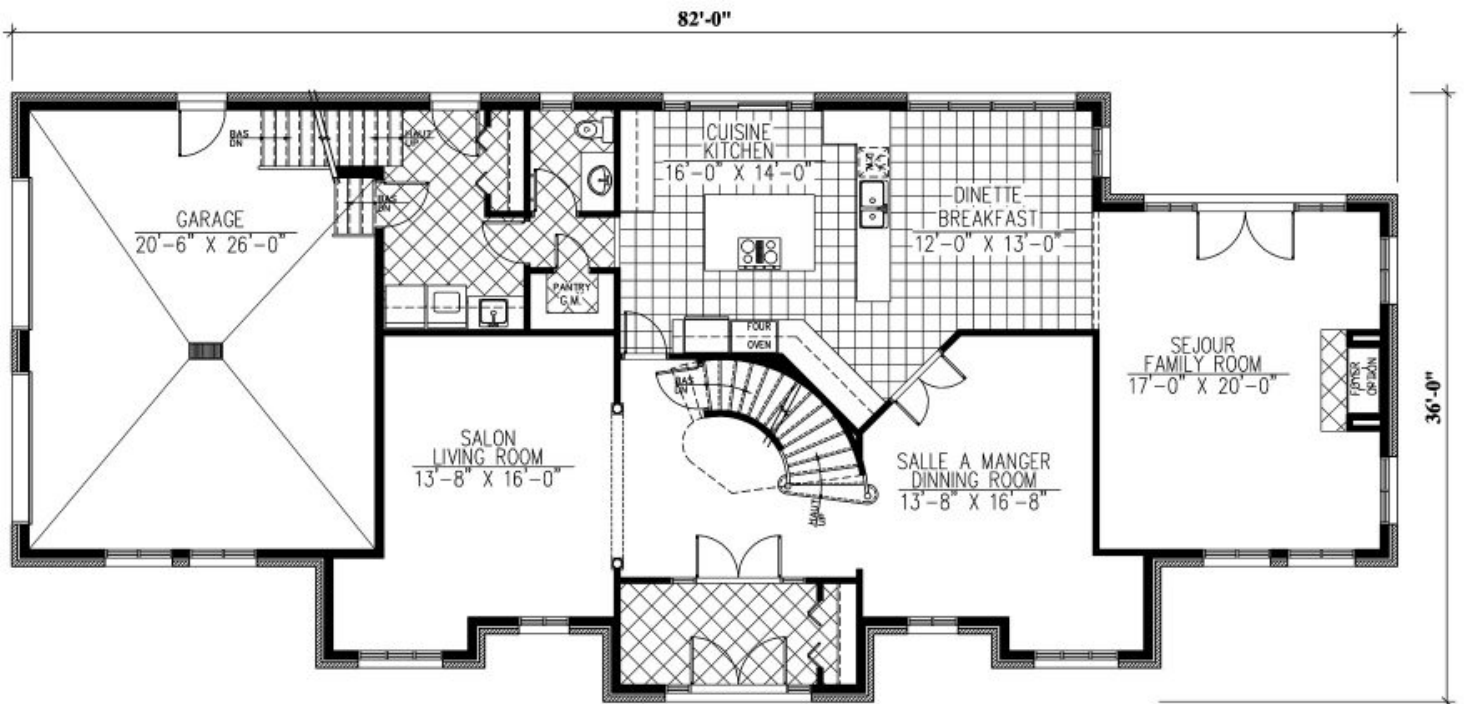 82'-0"
BAS
DN
HAUT
UP
BAS
DN
GARAGE
20'-6" X 26'-0"
PANTRY
G.M.
CUISINE
KITCHEN
16'-0" X 14'-0"
DINETTE
BREAKFAST
12'-0" X 13'-0"
FOUR
OVEN
SEJOUR
FAMILY ROOM
17'-0" X 20'-0"
FOYER
OPTION
36'-0"
BAS
DN
SALON
LIVING ROOM
13'-8" X 16'-0"
SALLE A MANGER
DINNING ROOM
13'-8" X 16'-8"
HAUT
UP